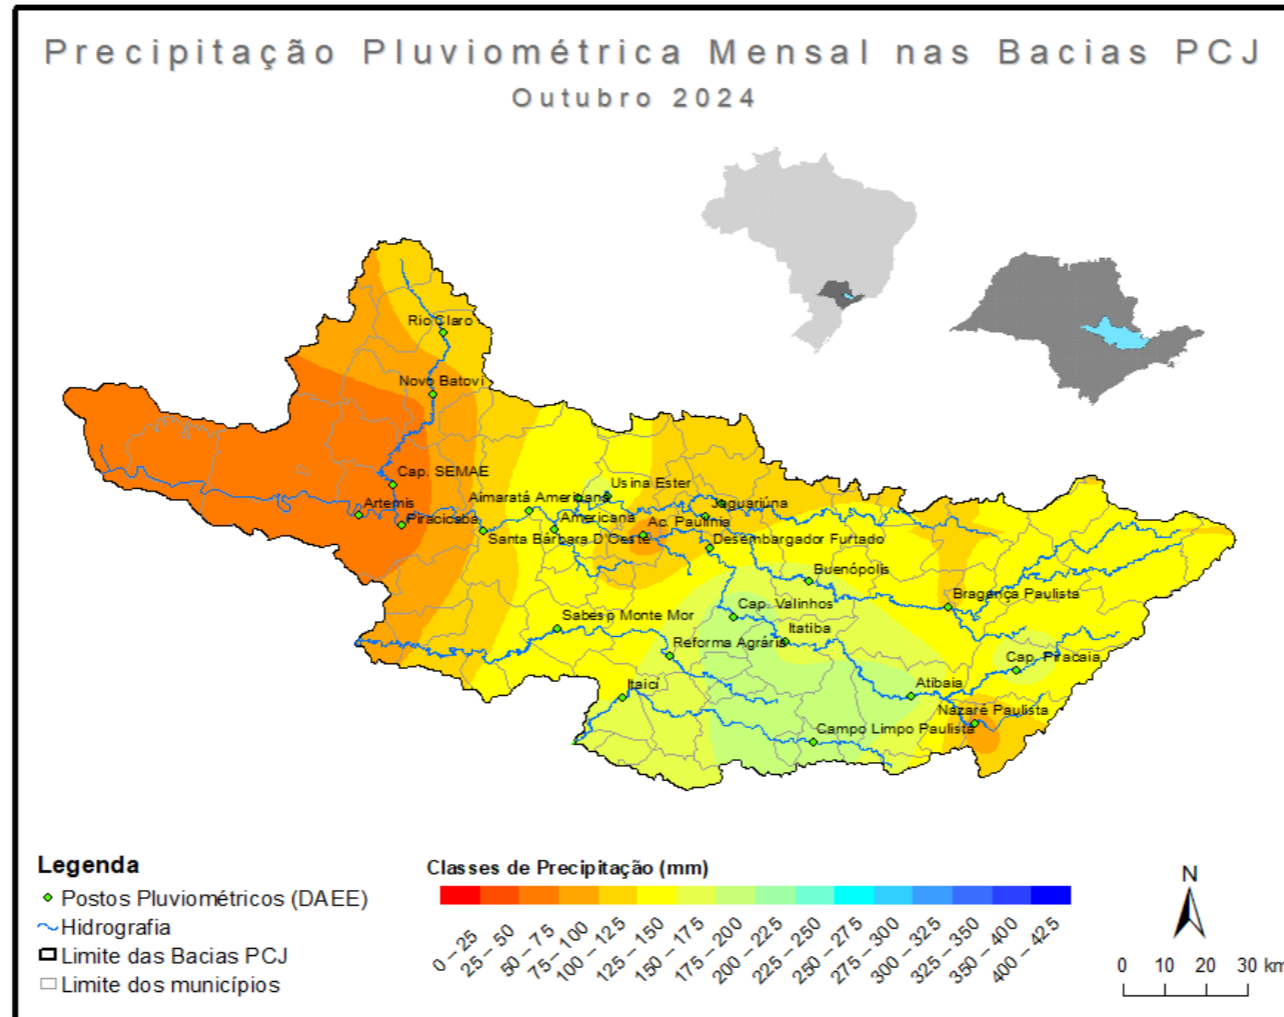 Precipitação Pluviométrica Mensal nas Bacias PCJ
Outubro 2024
Rio Claro
Novo Batovi
Cap. SEMAE
Artemis
Piracicaba
Aimaratá Americana
Usina Ester
Americana
Santa Bárbara D'Oeste
Ac. Paulínia
Jaguariúna
Desembargador Furtado
Buenópolis
Bragança Paulista
Cap. Valinhos
Sabesp Monte Mor
Itatiba
Reforma Agrária
Cap. Piracaia
Itaici
Atibaia
Nazaré Paulista
Campo Limpo Paulista
Legenda
Postos Pluviométricos (DAEE)
Hidrografia
Limite das Bacias PCJ
Limite dos municípios
Classes de Precipitação (mm)
0 – 25
25 – 50
50 – 75
75 – 100
100 – 125
125 – 150
150 – 175
175 – 200
200 – 225
225 – 250
250 – 275
275 – 300
300 – 325
325 – 350
350 – 400
400 – 425
N
0 10 20 30 km